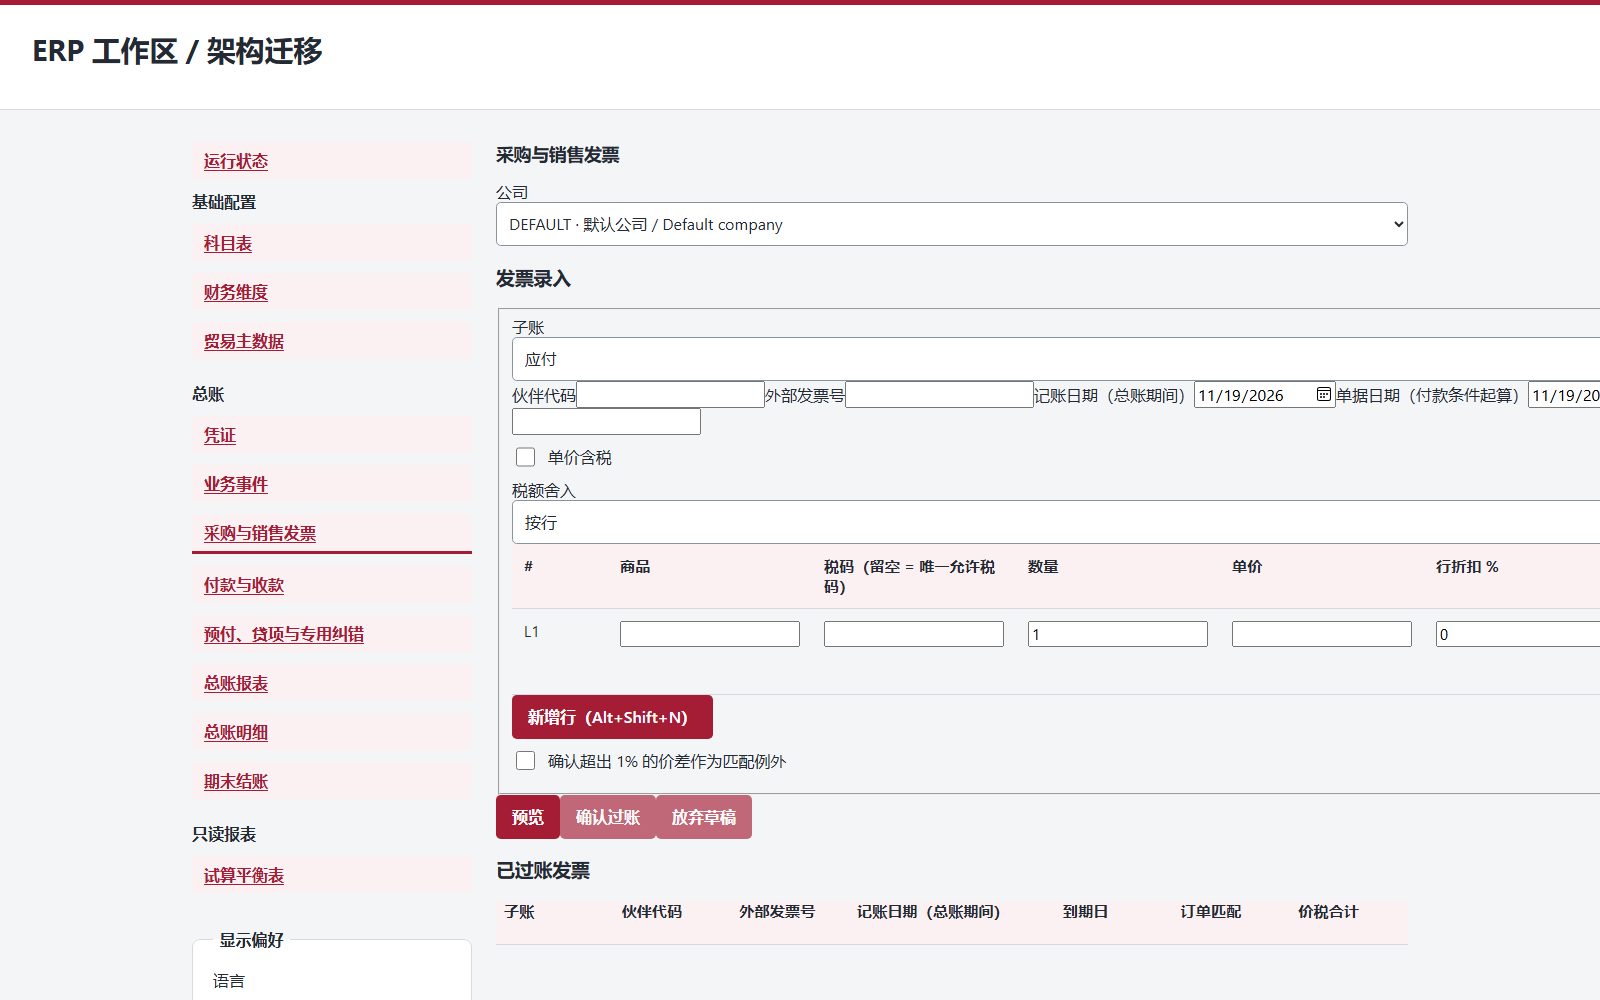 ERP 工作区 / 架构迁移
运行状态
基础配置
科目表
财务维度
贸易主数据
总账
凭证
业务事件
采购与销售发票
付款与收款
预付、贷项与专用纠错
总账报表
总账明细
期末结账
只读报表
试算平衡表
显示偏好
语言
采购与销售发票
公司
DEFAULT · 默认公司 / Default company
发票录入
子账
应付
伙伴代码 外部发票号 记账日期（总账期间） 11/19/2026 单据日期（付款条件起算） 11/19/20
单价含税
税额舍入
按行
# 商品 税码（留空 = 唯一允许税码） 数量 单价 行折扣 %
L1 1 0
新增行（Alt+Shift+N）
确认超出 1% 的价差作为匹配例外
预览 确认过账 放弃草稿
已过账发票
子账 伙伴代码 外部发票号 记账日期（总账期间） 到期日 订单匹配 价税合计